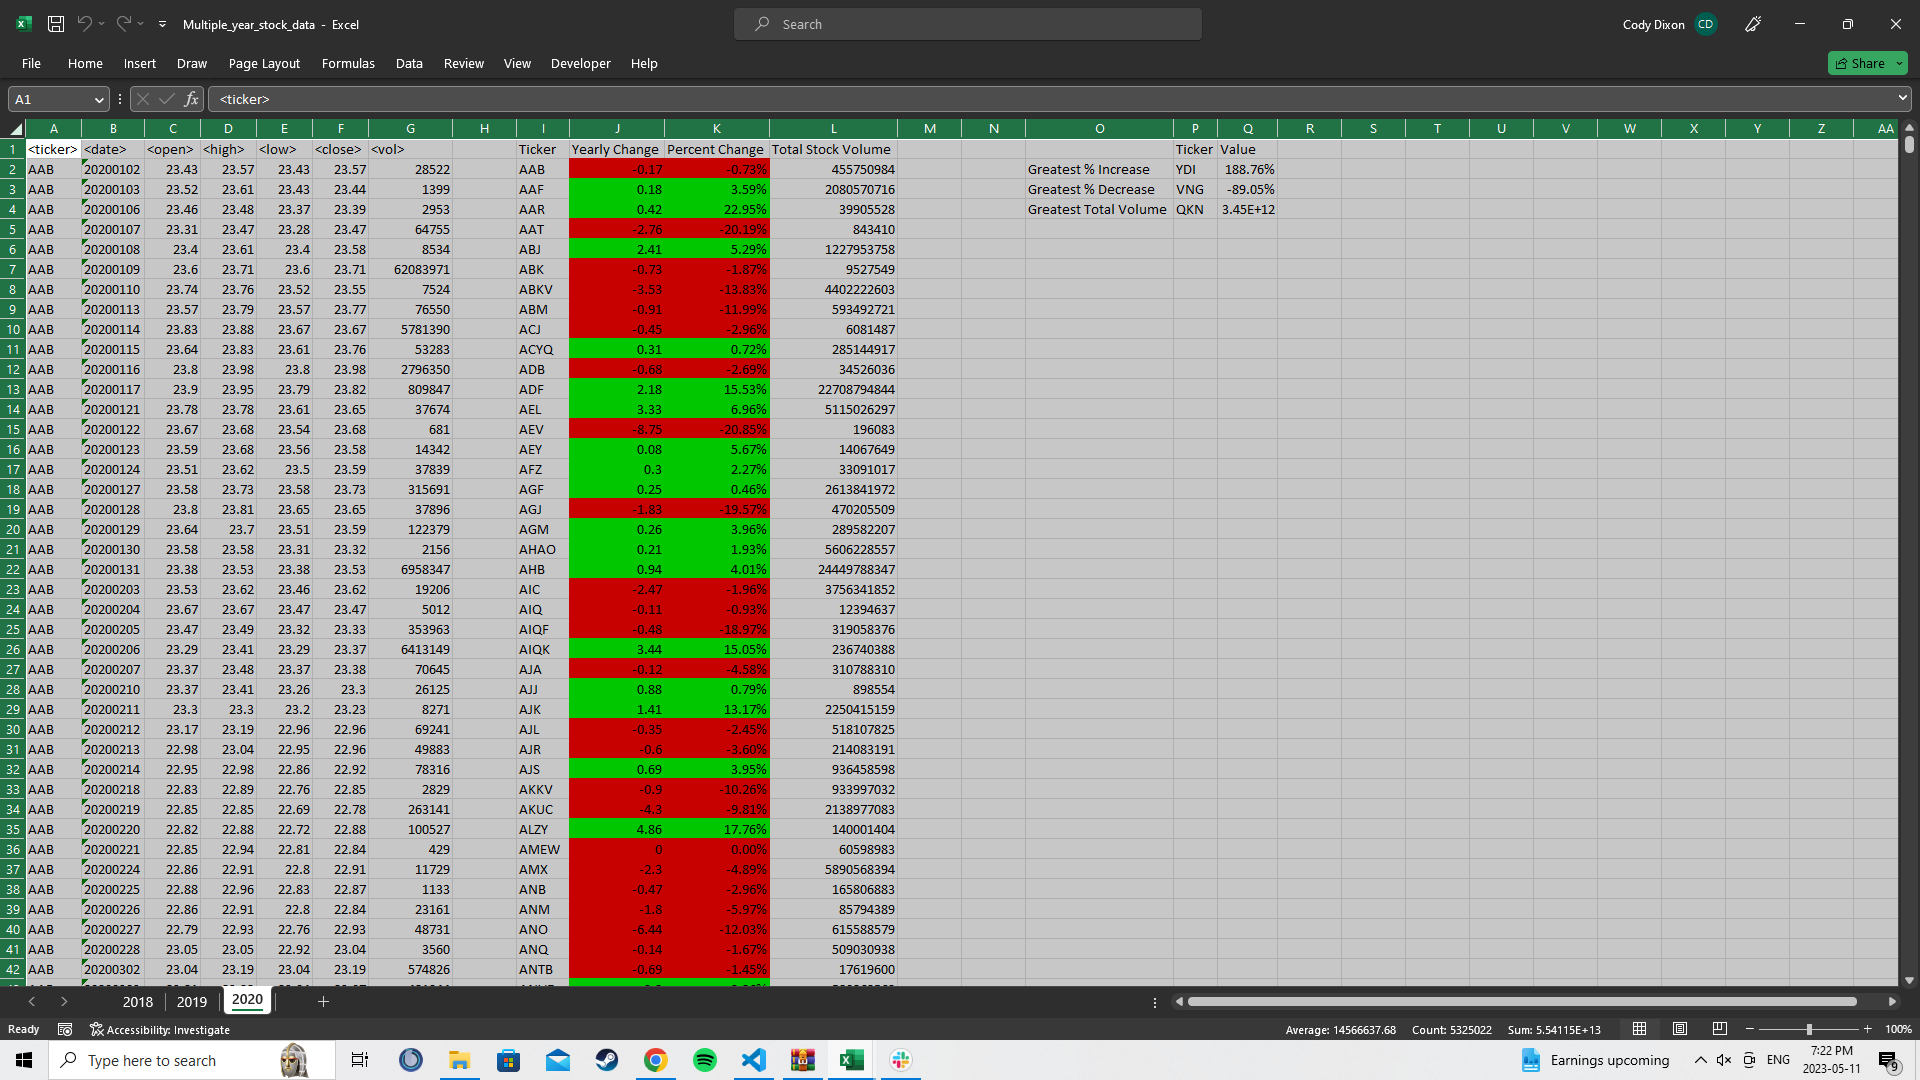 Multiple_year_stock_data - Excel
Search
Cody Dixon CD
File Home Insert Draw Page Layout Formulas Data Review View Developer Help Share
A1 fx <ticker>
A B C D E F G H I J K L M N O P Q R S T U V W X Y Z AA
1 <ticker> <date> <open> <high> <low> <close> <vol> Ticker Yearly Change Percent Change Total Stock Volume Ticker Value
2 AAB 20200102 23.43 23.57 23.43 23.57 28522 AAB -0.17 -0.73% 455750984 Greatest % Increase YDI 188.76%
3 AAB 20200103 23.52 23.61 23.43 23.44 1399 AAF 0.18 3.59% 2080570716 Greatest % Decrease VNG -89.05%
4 AAB 20200106 23.46 23.48 23.37 23.39 2953 AAR 0.42 22.95% 39905528 Greatest Total Volume QKN 3.45E+12
5 AAB 20200107 23.31 23.47 23.28 23.47 64755 AAT -2.76 -20.19% 843410
6 AAB 20200108 23.4 23.61 23.4 23.58 8534 ABJ 2.41 5.29% 1227953758
7 AAB 20200109 23.6 23.71 23.6 23.71 62083971 ABK -0.73 -1.87% 9527549
8 AAB 20200110 23.74 23.76 23.52 23.55 7524 ABKV -3.53 -13.83% 4402222603
9 AAB 20200113 23.57 23.79 23.57 23.77 76550 ABM -0.91 -11.99% 593492721
10 AAB 20200114 23.83 23.88 23.67 23.67 5781390 ACJ -0.45 -2.96% 6081487
11 AAB 20200115 23.64 23.83 23.61 23.76 53283 ACYQ 0.31 0.72% 285144917
12 AAB 20200116 23.8 23.98 23.8 23.98 2796350 ADB -0.68 -2.69% 34526036
13 AAB 20200117 23.9 23.95 23.79 23.82 809847 ADF 2.18 15.53% 22708794844
14 AAB 20200121 23.78 23.78 23.61 23.65 37674 AEL 3.33 6.96% 5115026297
15 AAB 20200122 23.67 23.68 23.54 23.68 681 AEV -8.75 -20.85% 196083
16 AAB 20200123 23.59 23.68 23.56 23.58 14342 AEY 0.08 5.67% 14067649
17 AAB 20200124 23.51 23.62 23.5 23.59 37839 AFZ 0.3 2.27% 33091017
18 AAB 20200127 23.58 23.73 23.58 23.73 315691 AGF 0.25 0.46% 2613841972
19 AAB 20200128 23.8 23.81 23.65 23.65 37896 AGJ -1.83 -19.57% 470205509
20 AAB 20200129 23.64 23.7 23.51 23.59 122379 AGM 0.26 3.96% 289582207
21 AAB 20200130 23.58 23.58 23.31 23.32 2156 AHAO 0.21 1.93% 5606228557
22 AAB 20200131 23.38 23.53 23.38 23.53 6958347 AHB 0.94 4.01% 24449788347
23 AAB 20200203 23.53 23.62 23.46 23.62 19206 AIC -2.47 -1.96% 3756341852
24 AAB 20200204 23.67 23.67 23.47 23.47 5012 AIQ -0.11 -0.93% 12394637
25 AAB 20200205 23.47 23.49 23.32 23.33 353963 AIQF -0.48 -18.97% 319058376
26 AAB 20200206 23.29 23.41 23.29 23.37 6413149 AIQK 3.44 15.05% 236740388
27 AAB 20200207 23.37 23.48 23.37 23.38 70645 AJA -0.12 -4.58% 310788310
28 AAB 20200210 23.37 23.41 23.26 23.3 26125 AJJ 0.88 0.79% 898554
29 AAB 20200211 23.3 23.3 23.2 23.23 8271 AJK 1.41 13.17% 2250415159
30 AAB 20200212 23.17 23.19 22.96 22.96 69241 AJL -0.35 -2.45% 518107825
31 AAB 20200213 22.98 23.04 22.95 22.96 49883 AJR -0.6 -3.60% 214083191
32 AAB 20200214 22.95 22.98 22.86 22.92 78316 AJS 0.69 3.95% 936458598
33 AAB 20200218 22.83 22.89 22.76 22.85 2829 AKKV -0.9 -10.26% 933997032
34 AAB 20200219 22.85 22.85 22.69 22.78 263141 AKUC -4.3 -9.81% 2138977083
35 AAB 20200220 22.82 22.88 22.72 22.88 100527 ALZY 4.86 17.76% 140001404
36 AAB 20200221 22.85 22.94 22.81 22.84 429 AMEW 0 0.00% 60598983
37 AAB 20200224 22.86 22.91 22.8 22.91 11729 AMX -2.3 -4.89% 5890568394
38 AAB 20200225 22.88 22.96 22.83 22.87 1133 ANB -0.47 -2.96% 165806883
39 AAB 20200226 22.86 22.91 22.8 22.84 23161 ANM -1.8 -5.97% 85794389
40 AAB 20200227 22.79 22.93 22.76 22.93 48731 ANO -6.44 -12.03% 615588579
41 AAB 20200228 23.05 23.05 22.92 23.04 3560 ANQ -0.14 -1.67% 509030938
42 AAB 20200302 23.04 23.19 23.04 23.19 574826 ANTB -0.69 -1.45% 17619600
2018 2019 2020
Ready Accessibility: Investigate Average: 14566637.68 Count: 5325022 Sum: 5.54115E+13 100%
Type here to search Earnings upcoming ENG 7:22 PM
2023-05-11 9